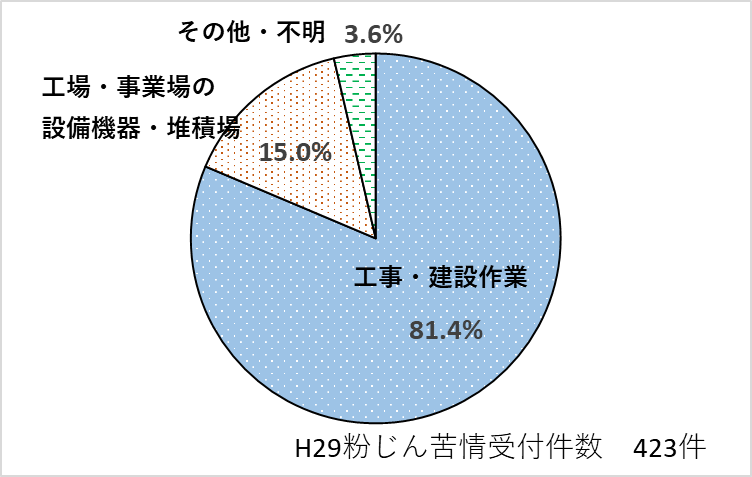 その他・不明 3.6%
工場・事業場の
設備機器・堆積場
15.0%
工事・建設作業
81.4%
H29粉じん苦情受付件数　423件